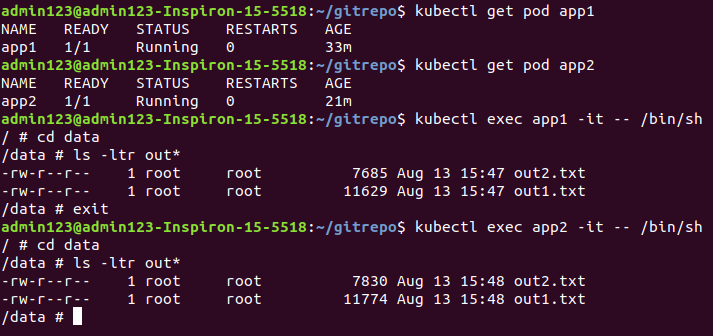 admin123@admin123-Inspiron-15-5518:~/gitrepo$ kubectl get pod app1
NAME   READY   STATUS    RESTARTS   AGE
app1   1/1     Running   0          33m
admin123@admin123-Inspiron-15-5518:~/gitrepo$ kubectl get pod app2
NAME   READY   STATUS    RESTARTS   AGE
app2   1/1     Running   0          21m
admin123@admin123-Inspiron-15-5518:~/gitrepo$ kubectl exec app1 -it -- /bin/sh
/ # cd data
/data # ls -ltr out*
-rw-r--r--    1 root     root          7685 Aug 13 15:47 out2.txt
-rw-r--r--    1 root     root         11629 Aug 13 15:47 out1.txt
/data # exit
admin123@admin123-Inspiron-15-5518:~/gitrepo$ kubectl exec app2 -it -- /bin/sh
/ # cd data
/data # ls -ltr out*
-rw-r--r--    1 root     root          7830 Aug 13 15:48 out2.txt
-rw-r--r--    1 root     root         11774 Aug 13 15:48 out1.txt
/data #